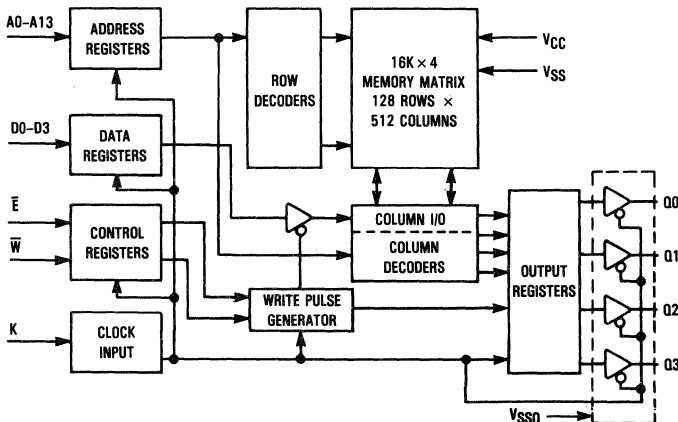 A0-A13
ADDRESS
REGISTERS
ROW
DECODERS
16K × 4
MEMORY MATRIX
128 ROWS ×
512 COLUMNS
VCC
VSS
D0-D3
DATA
REGISTERS
E̅
W̅
CONTROL
REGISTERS
COLUMN I/O
COLUMN
DECODERS
OUTPUT
REGISTERS
Q0
Q1
Q2
Q3
WRITE PULSE
GENERATOR
K
CLOCK
INPUT
VSSQ